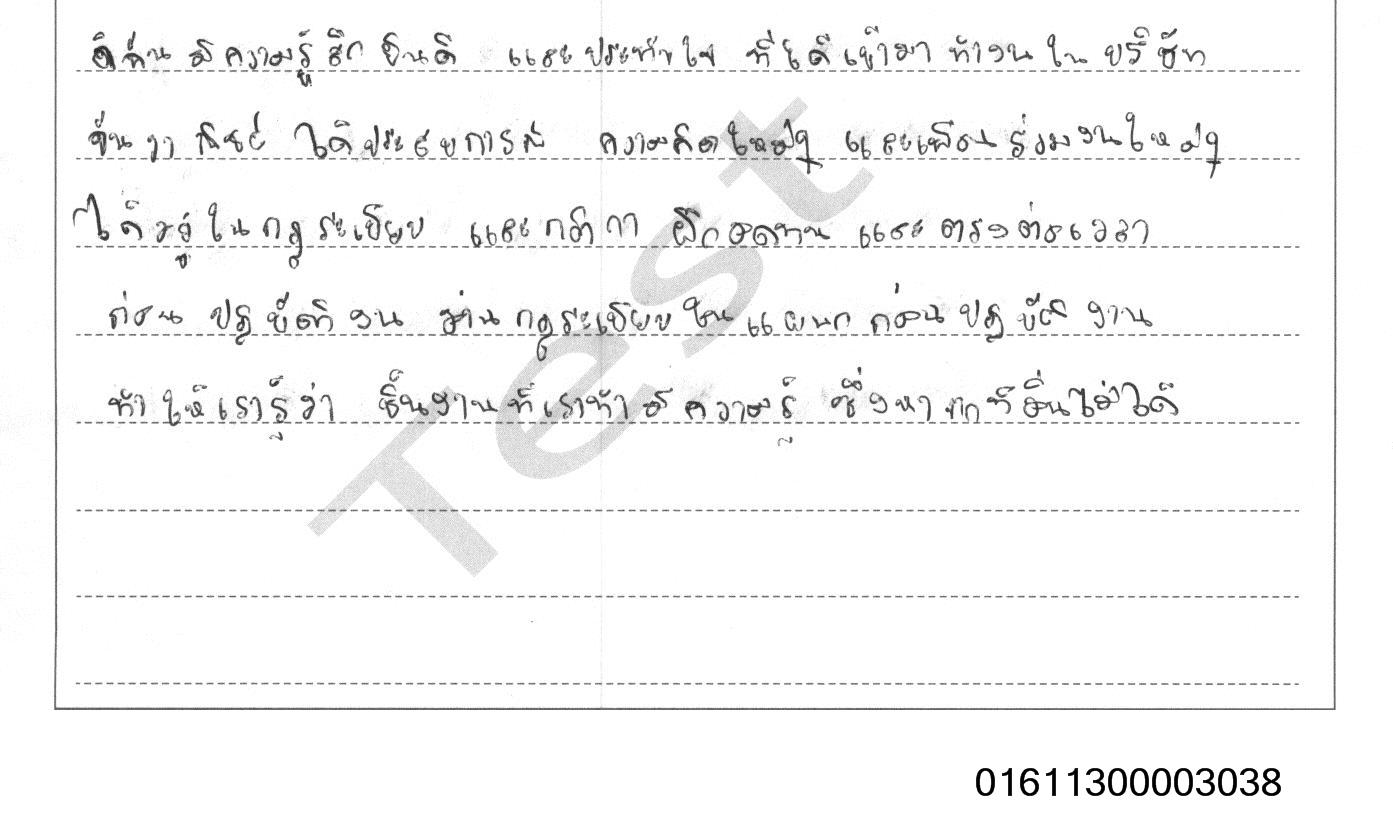 ดิฉัน มีความรู้สึก ยินดี และประทับใจ ที่ได้เข้ามา ทำงาน ใน บริษัท
ได้ประสบการณ์ ความคิดใหม่ๆ และเพื่อนร่วมงานใหม่ๆ
ได้อยู่ในกฎระเบียบ และกติกา ฝึกอดทน และตรงต่อเวลา
ก่อน ปฏิบัติงาน อ่านกฎระเบียบในแผนก ก่อนปฏิบัติ งาน
ทำให้เรารู้ว่า ชิ้นงานที่เราทำ มีความรู้ ซึ่งหาจากที่อื่นไม่ได้
Test
01611300003038